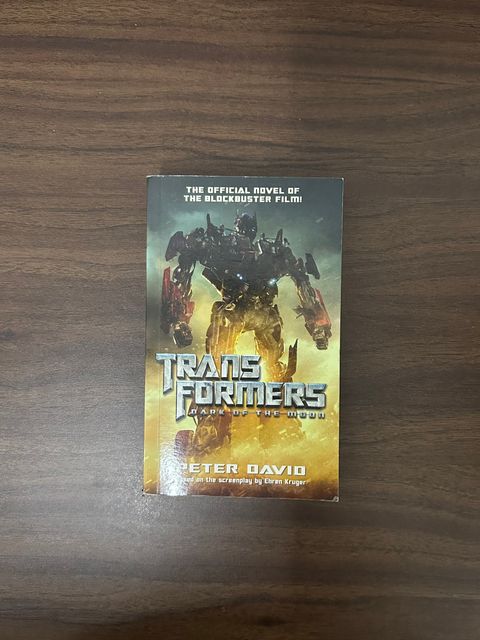 THE OFFICIAL NOVEL OF
THE BLOCKBUSTER FILM!
TRANS
FORMERS
DARK OF THE MOON
PETER DAVID
on the screenplay by Ehren Kruger